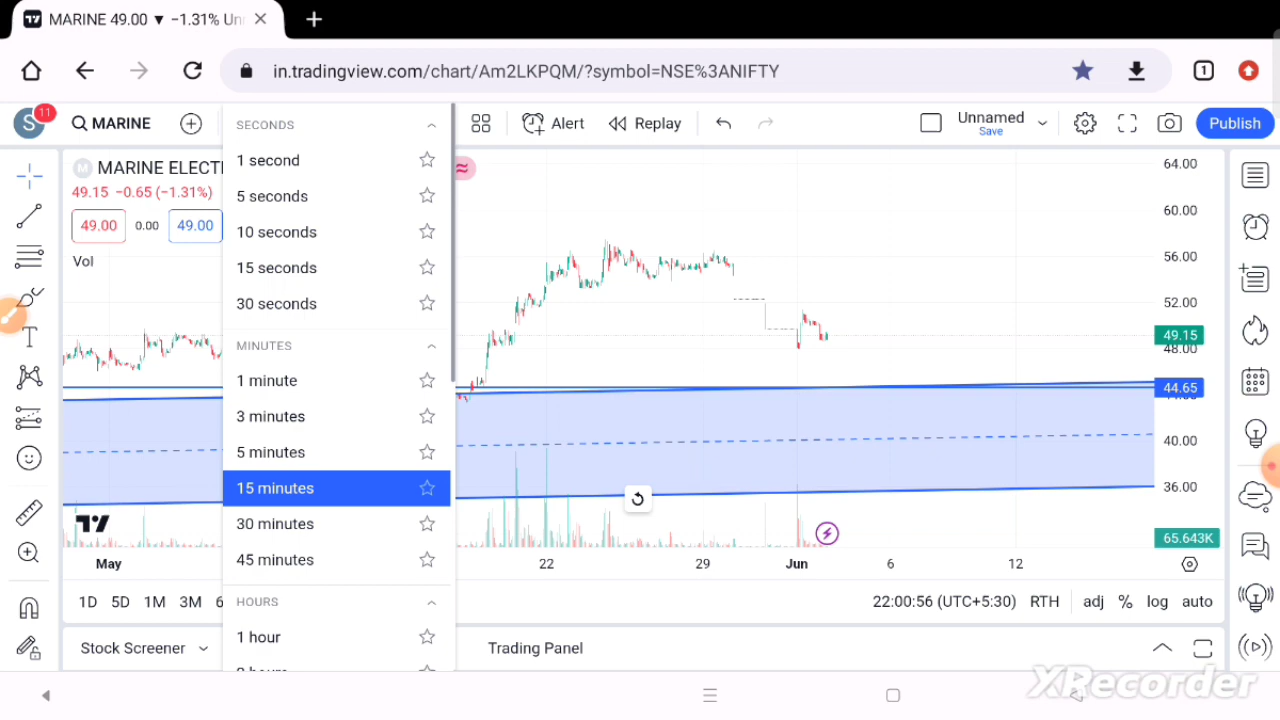 MARINE 49.00 ▼ −1.31% Un
in.tradingview.com/chart/Am2LKPQM/?symbol=NSE%3ANIFTY
1
S
11
MARINE
Alert
Replay
Unnamed
Save
Publish
MARINE ELECT
49.15 −0.65 (−1.31%)
49.00
0.00
49.00
Vol
SECONDS
1 second
5 seconds
10 seconds
15 seconds
30 seconds
MINUTES
1 minute
3 minutes
5 minutes
15 minutes
30 minutes
45 minutes
HOURS
1 hour
64.00
60.00
56.00
52.00
49.15
48.00
44.65
40.00
36.00
65.643K
May
22
29
Jun
6
12
1D 5D 1M 3M 6
22:00:56 (UTC+5:30) RTH adj % log auto
Stock Screener
Trading Panel
XRecorder